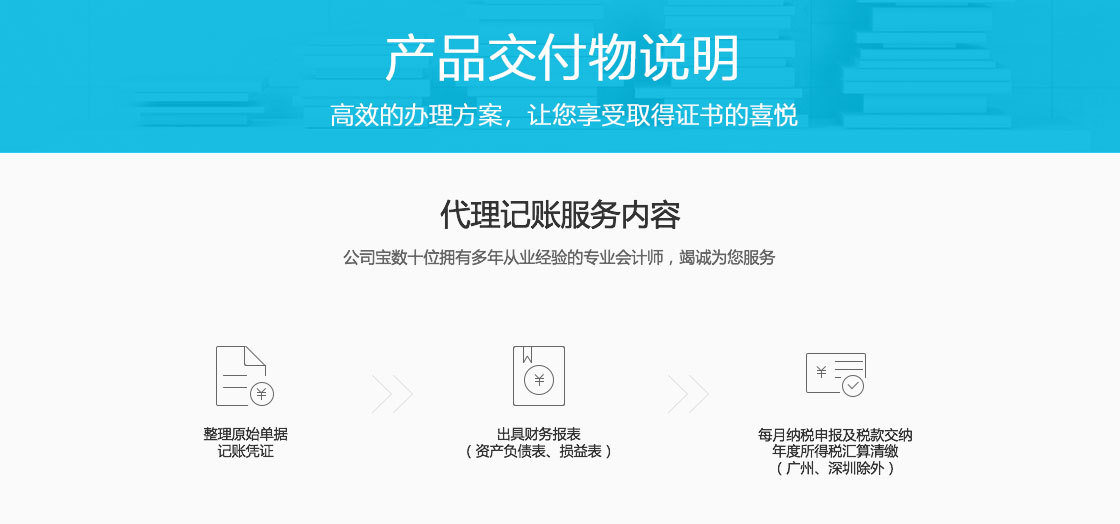 产品交付物说明
高效的办理方案，让您享受取得证书的喜悦
代理记账服务内容
公司宝数十位拥有多年从业经验的专业会计师，竭诚为您服务
¥
¥
¥
整理原始单据
记账凭证
出具财务报表
（资产负债表、损益表）
每月纳税申报及税款交纳
年度所得税汇算清缴
（广州、深圳除外）